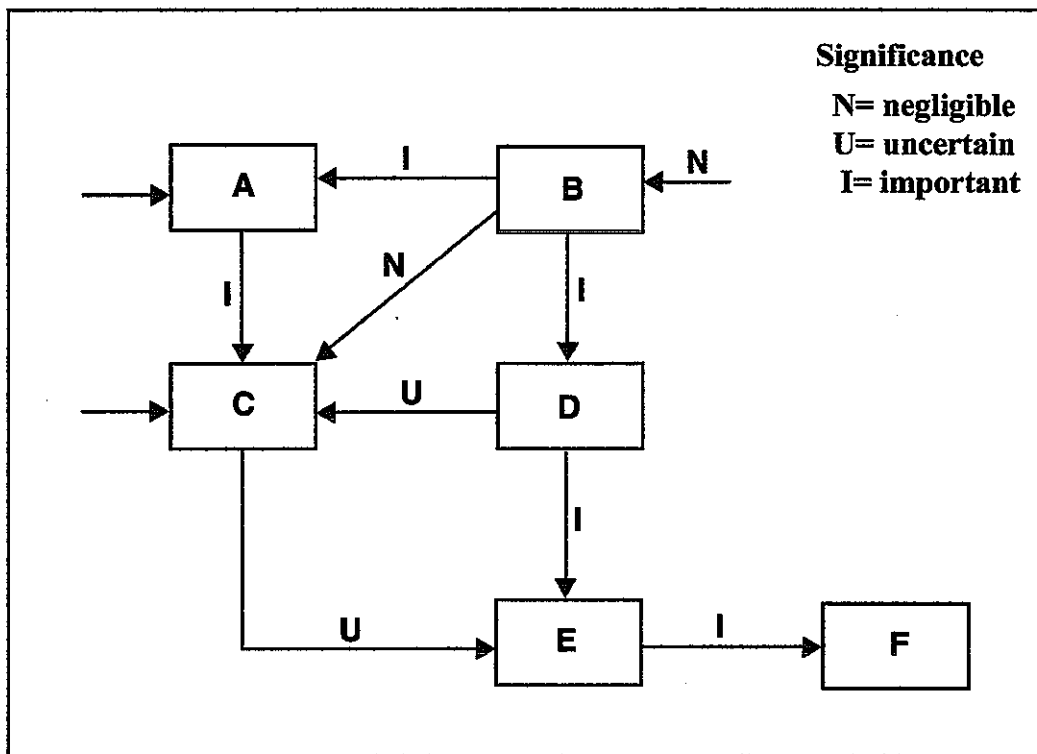 Significance
N= negligible
U= uncertain
I= important
A
I
B
N
I
N
I
C
U
D
I
U
E
I
F